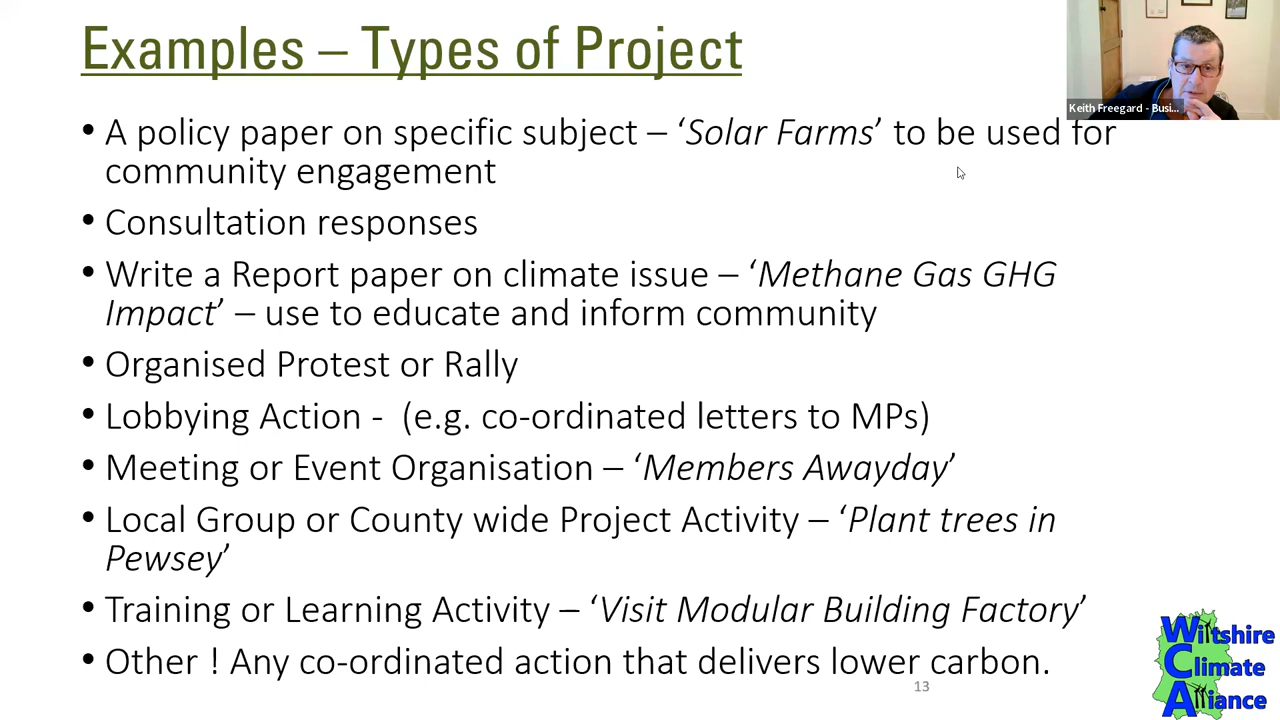 Examples – Types of Project
Keith Freegard - Busi...
• A policy paper on specific subject – ‘Solar Farms’ to be used for
community engagement
• Consultation responses
• Write a Report paper on climate issue – ‘Methane Gas GHG
Impact’ – use to educate and inform community
• Organised Protest or Rally
• Lobbying Action -  (e.g. co-ordinated letters to MPs)
• Meeting or Event Organisation – ‘Members Awayday’
• Local Group or County wide Project Activity – ‘Plant trees in
Pewsey’
• Training or Learning Activity – ‘Visit Modular Building Factory’
• Other ! Any co-ordinated action that delivers lower carbon.
13
Wiltshire
Climate
Alliance